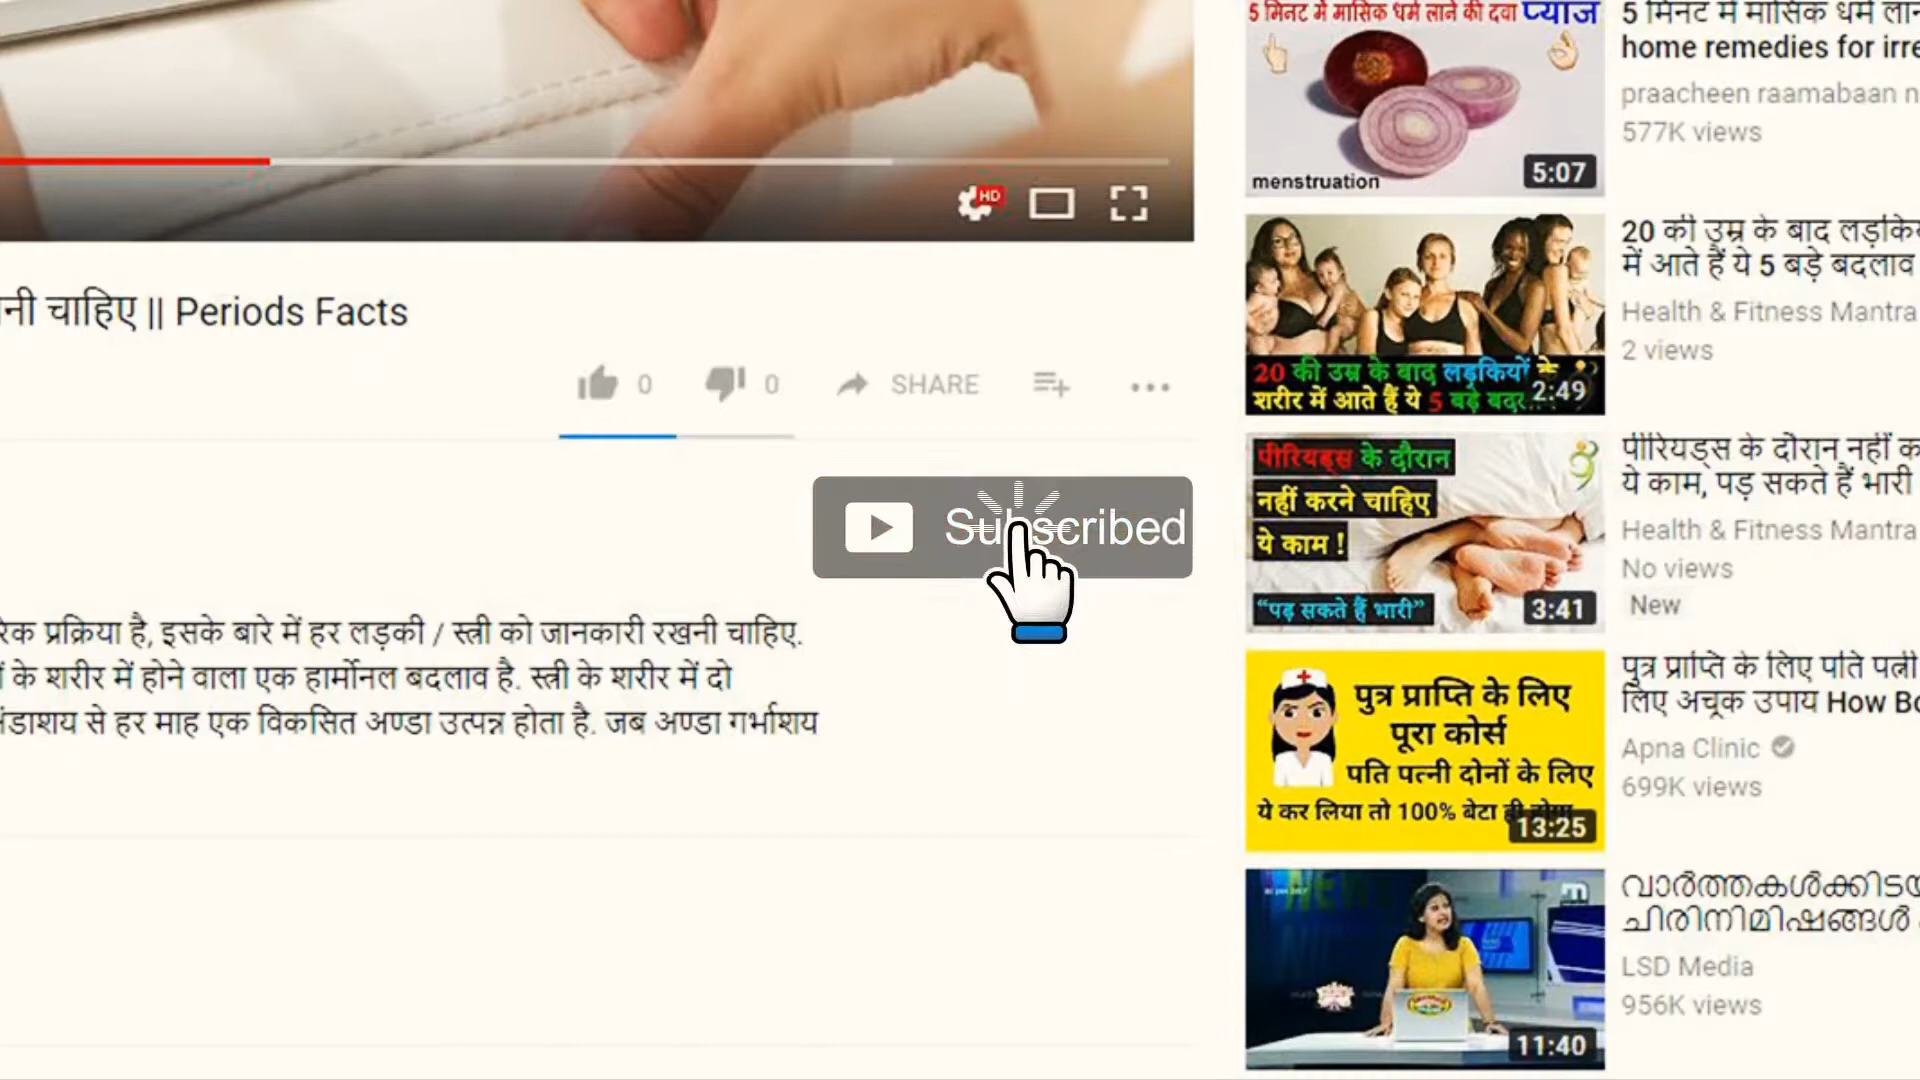 HD
नी चाहिए || Periods Facts
0
0
SHARE
Subscribed
प्रक्रिया है, इसके बारे में हर लड़की / स्त्री को जानकारी रखनी चाहिए.
के शरीर में होने वाला एक हार्मोनल बदलाव है. स्त्री के शरीर में दो
से हर माह एक विकसित अण्डा उत्पन्न होता है. जब अण्डा गर्भाशय
5 मिनट में मासिक धर्म लाने की दवा प्याज
menstruation
5:07
5 मिनट में मासिक धर्म
home remedies for
praacheen raamabaan
577K views
20 की उम्र के बाद लड़कियों के
शरीर में आते हैं ये 5 बड़े
2:49
20 की उम्र के बाद
में आते हैं ये 5 बड़े बदलाव
Health & Fitness Mantra
2 views
पीरियड्स के दौरान
नहीं करने चाहिए
ये काम !
“पड़ सकते हैं भारी”
3:41
पीरियड्स के दौरान नहीं
ये काम, पड़ सकते हैं भारी
Health & Fitness Mantra
No views
New
पुत्र प्राप्ति के लिए
पूरा कोर्स
पति पत्नी दोनों के लिए
ये कर लिया तो 100% बेटा ही होगा
13:25
पुत्र प्राप्ति के लिए पति पत्नी
लिए अचूक उपाय How
Apna Clinic
699K views
NEWS
m
11:40
ചിരിനിമിഷങ്ങൾ
LSD Media
956K views